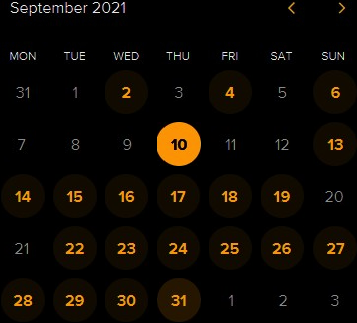 September 2021 < >
MON TUE WED THU FRI SAT SUN
31 1 2 3 4 5 6
7 8 9 10 11 12 13
14 15 16 17 18 19 20
21 22 23 24 25 26 27
28 29 30 31 1 2 3